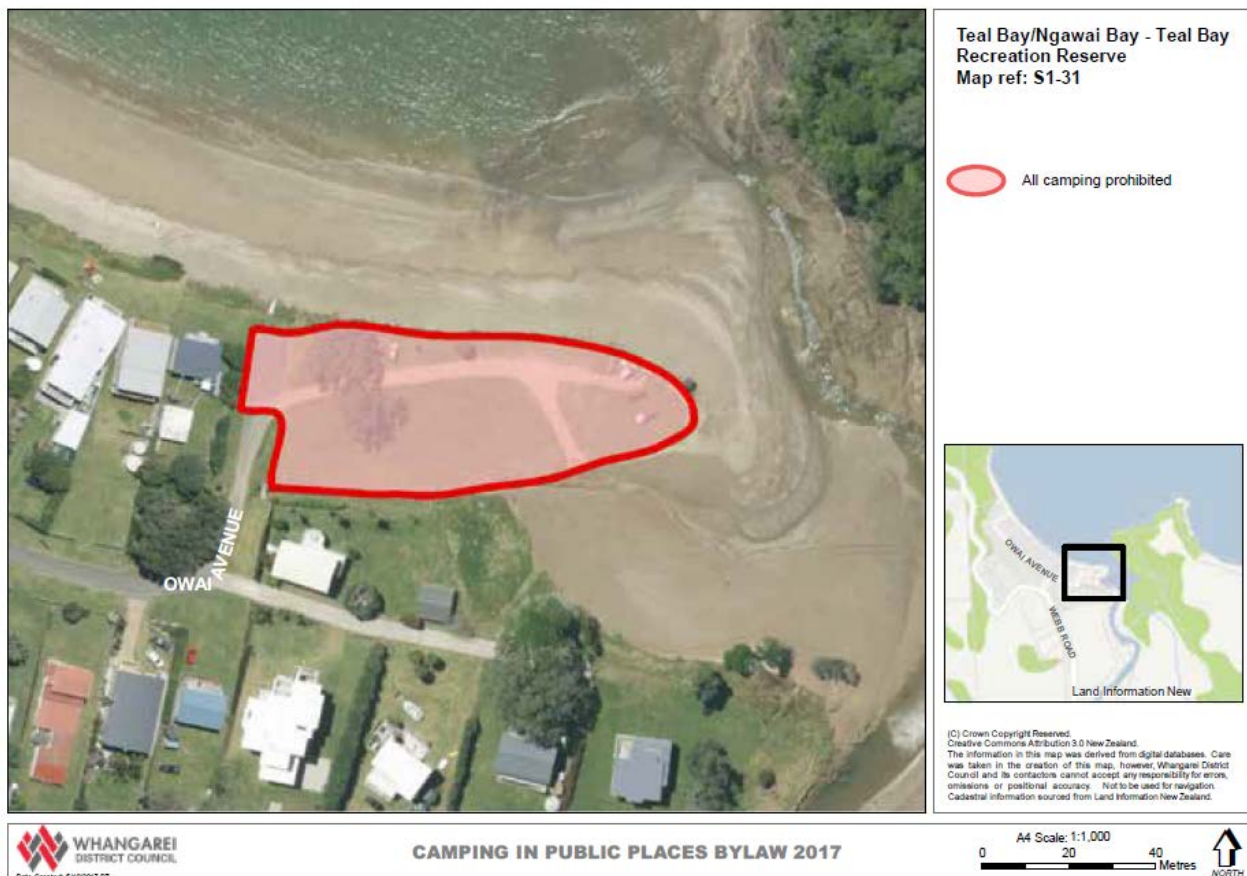 Teal Bay/Ngawai Bay - Teal Bay
Recreation Reserve
Map ref: S1-31
All camping prohibited
OWAI AVENUE
OWAI AVENUE
WEBB ROAD
Land Information New
(C) Crown Copyright Reserved.
Creative Commons Attribution 3.0 New Zealand.
The information in this map was derived from digital databases. Care
was taken in the creation of this map, however, Whangarei District
Council and its contactors cannot accept any responsibility for errors,
omissions or positional accuracy. Not to be used for navigation.
Cadastral information sourced from Land Information New Zealand.
WHANGAREI
DISTRICT COUNCIL
CAMPING IN PUBLIC PLACES BYLAW 2017
A4 Scale: 1:1,000
0 20 40
Metres
NORTH